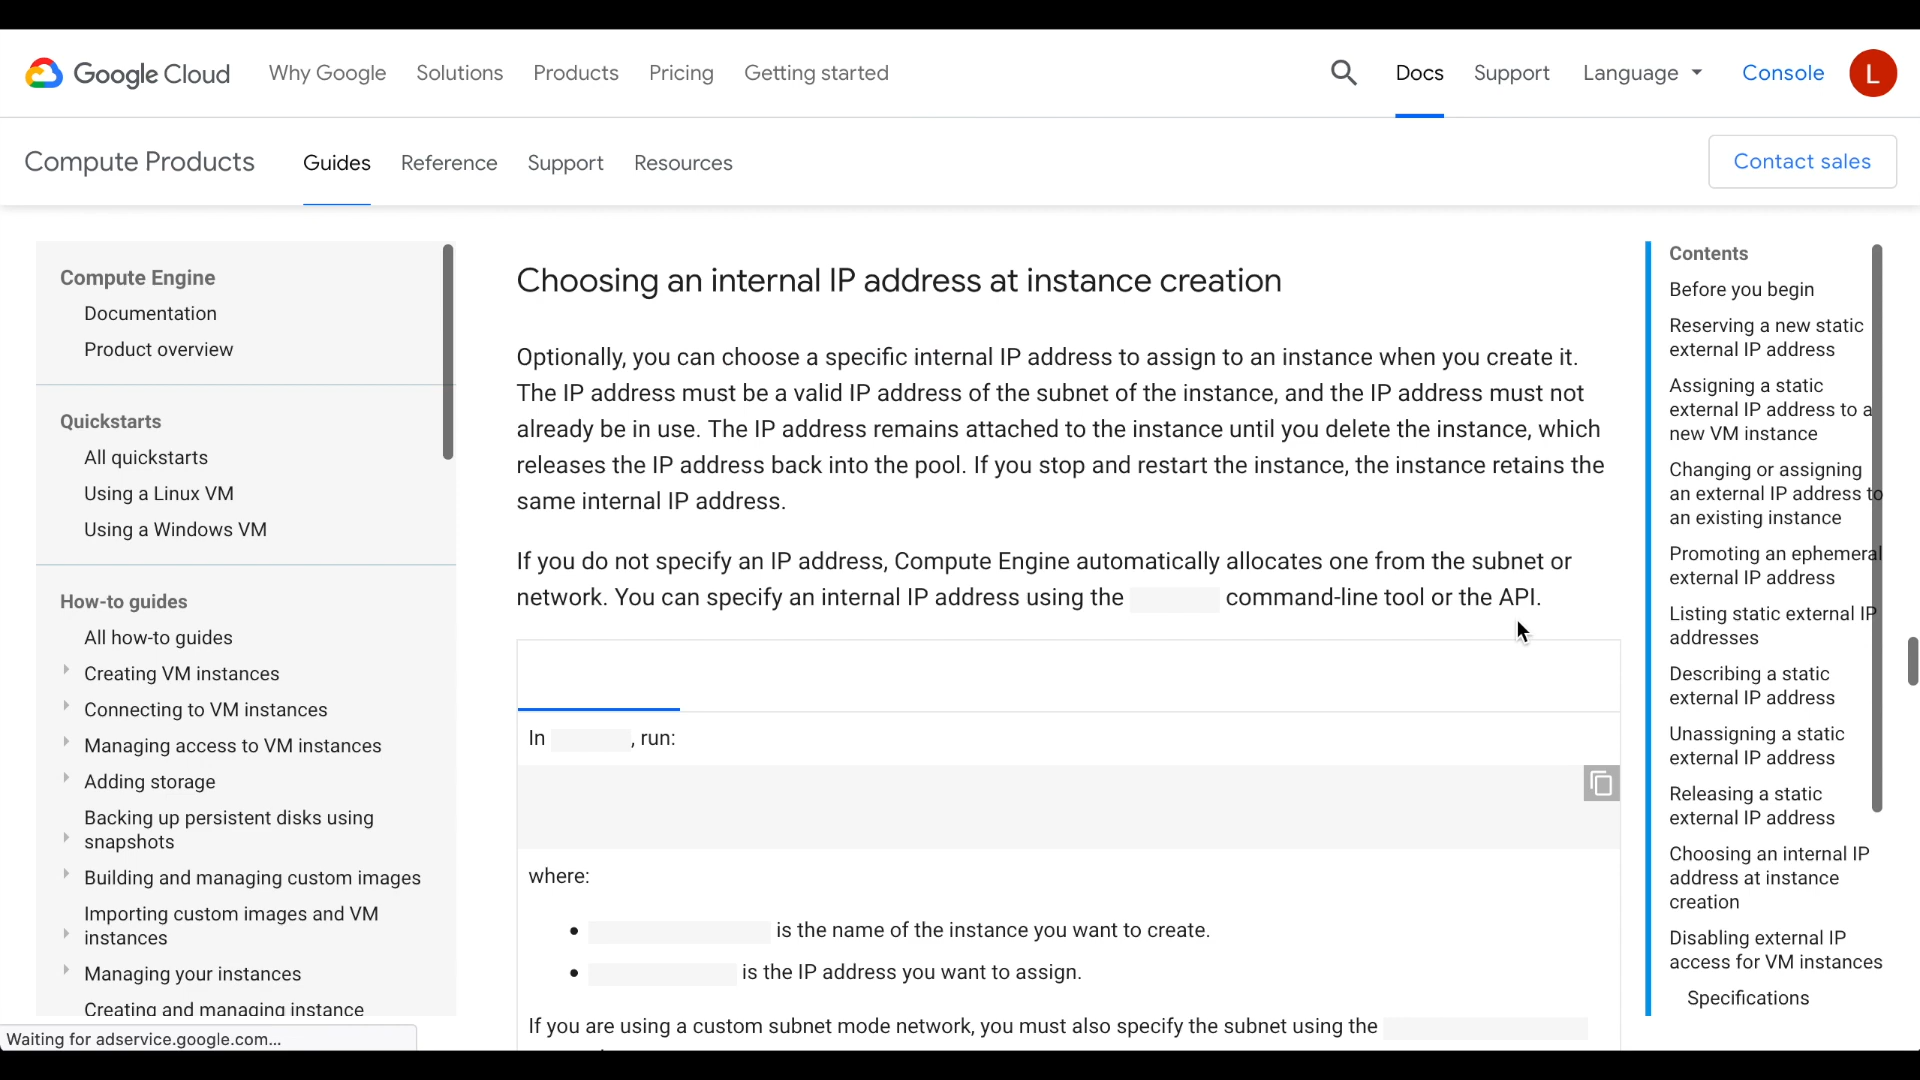 Google Cloud Why Google Solutions Products Pricing Getting started Docs Support Language Console L
Compute Products Guides Reference Support Resources Contact sales
Compute Engine
Documentation
Product overview
Quickstarts
All quickstarts
Using a Linux VM
Using a Windows VM
How-to guides
All how-to guides
Creating VM instances
Connecting to VM instances
Managing access to VM instances
Adding storage
Backing up persistent disks using
snapshots
Building and managing custom images
Importing custom images and VM
instances
Managing your instances
Creating and managing instance
Choosing an internal IP address at instance creation
Optionally, you can choose a specific internal IP address to assign to an instance when you create it.
The IP address must be a valid IP address of the subnet of the instance, and the IP address must not
already be in use. The IP address remains attached to the instance until you delete the instance, which
releases the IP address back into the pool. If you stop and restart the instance, the instance retains the
same internal IP address.
If you do not specify an IP address, Compute Engine automatically allocates one from the subnet or
network. You can specify an internal IP address using the command-line tool or the API.
In , run:
where:
• is the name of the instance you want to create.
• is the IP address you want to assign.
If you are using a custom subnet mode network, you must also specify the subnet using the
Contents
Before you begin
Reserving a new static
external IP address
Assigning a static
external IP address to a
new VM instance
Changing or assigning
an external IP address to
an existing instance
Promoting an ephemeral
external IP address
Listing static external IP
addresses
Describing a static
external IP address
Unassigning a static
external IP address
Releasing a static
external IP address
Choosing an internal IP
address at instance
creation
Disabling external IP
access for VM instances
Specifications
Waiting for adservice.google.com...